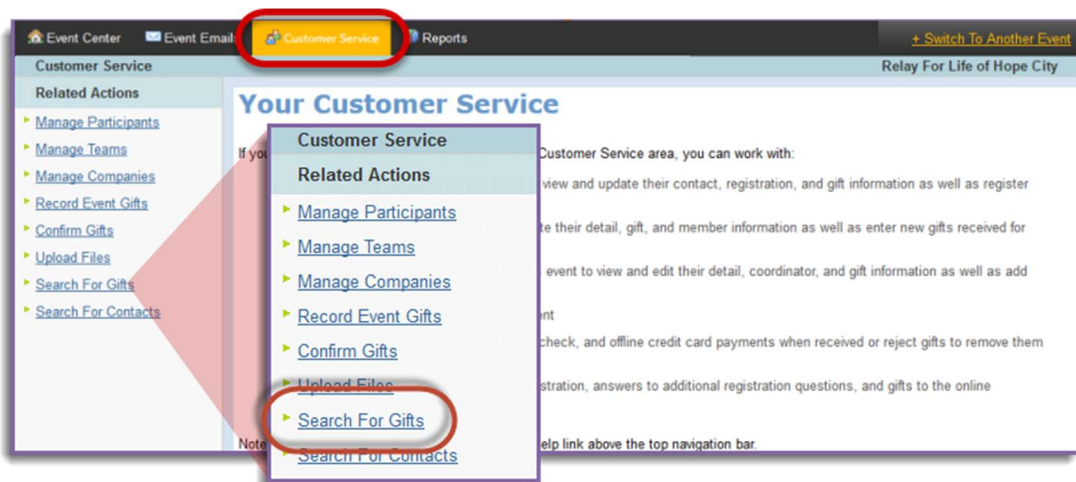 Event Center Event Emails Customer Service Reports + Switch To Another Event
Customer Service Relay For Life of Hope City
Related Actions
Manage Participants
Manage Teams
Manage Companies
Record Event Gifts
Confirm Gifts
Upload Files
Search For Gifts
Search For Contacts
Your Customer Service
If you Customer Service area, you can work with:
view and update their contact, registration, and gift information as well as register
their detail, gift, and member information as well as enter new gifts received for
event to view and edit their detail, coordinator, and gift information as well as add
check, and offline credit card payments when received or reject gifts to remove them
answers to additional registration questions, and gifts to the online
Note link above the top navigation bar.
Customer Service
Related Actions
Manage Participants
Manage Teams
Manage Companies
Record Event Gifts
Confirm Gifts
Upload Files
Search For Gifts
Search For Contacts